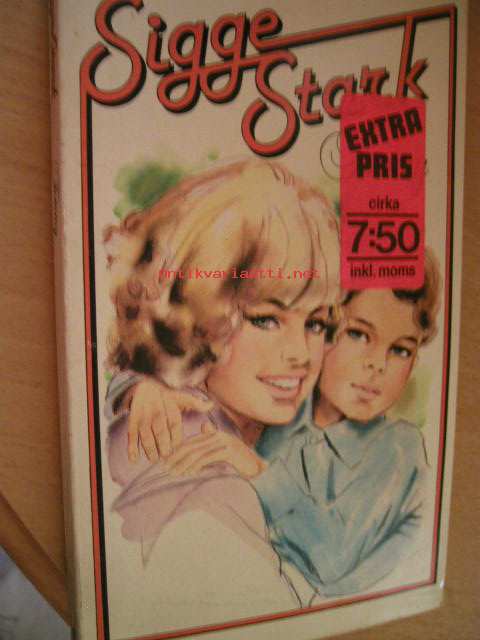 Sigge
Stark
EXTRA
PRIS
cirka
7:50
inkl. moms
antikvariaatti.net